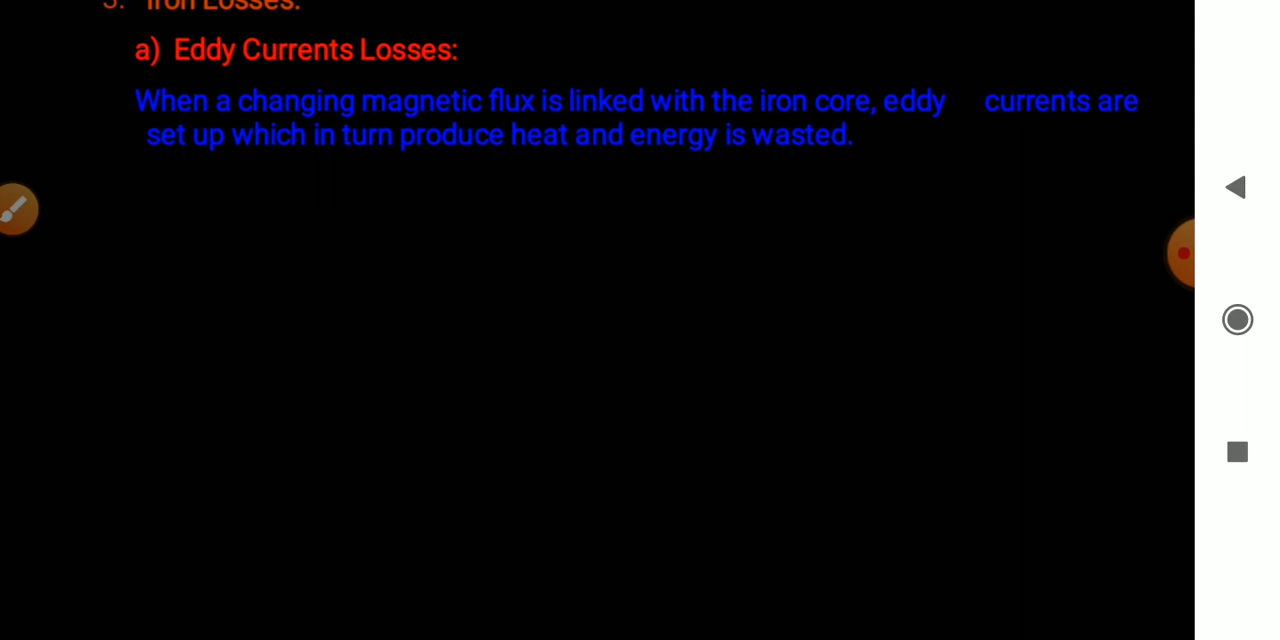 3. Iron Losses:
a) Eddy Currents Losses:
When a changing magnetic flux is linked with the iron core, eddy currents are
set up which in turn produce heat and energy is wasted.